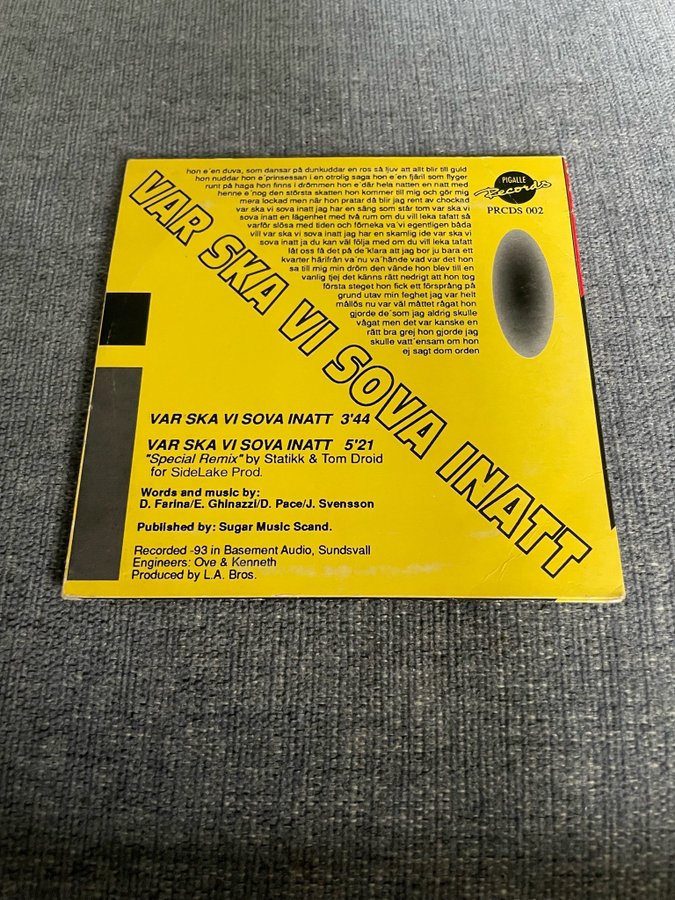 hon e'en duva, som dansar på dunkuddar en ros så ljuv att allt blir till guld
hon nuddar hon e'prinsessan i en otrolig saga hon e'en fjäril som flyger
runt på haga hon finns i drömmen hon e'där hela natten en natt med
henne e'nog den största skatten hon kommer till mig och gör mig
mera lockad men när hon pratar då blir jag rent av chockad
var ska vi sova inatt jag har en säng som står tom var ska vi
sova inatt en lägenhet med två rum om du vill leka tafatt så
varför slösa med tiden och förneka va'vi egentligen båda
vill var ska vi sova inatt jag har en skamlig ide var ska vi
sova inatt ja du kan väl följa med om du vill leka tafatt
låt oss få det på de'klara att jag bor ju bara ett
kvarter härifrån va'nu va'hände vad var det hon
sa till mig min dröm den vände hon blev till en
vanlig tjej det känns rätt nedrigt att hon tog
första steget hon fick ett försprång på
grund utav min feghet jag var helt
mållös nu var väl måttet rågat hon
gjorde de'som jag aldrig skulle
vågat men det var kanske en
rätt bra grej hon gjorde jag
skulle vatt'ensam om hon
ej sagt dom orden
PIGALLE
Records
PRCDS 002
VAR SKA VI SOVA INATT
VAR SKA VI SOVA INATT 3'44
VAR SKA VI SOVA INATT 5'21
"Special Remix" by Statikk & Tom Droid
for SideLake Prod.
Words and music by:
D. Farina/E. Ghinazzi/D. Pace/J. Svensson
Published by: Sugar Music Scand.
Recorded -93 in Basement Audio, Sundsvall
Engineers: Ove & Kenneth
Produced by L.A. Bros.